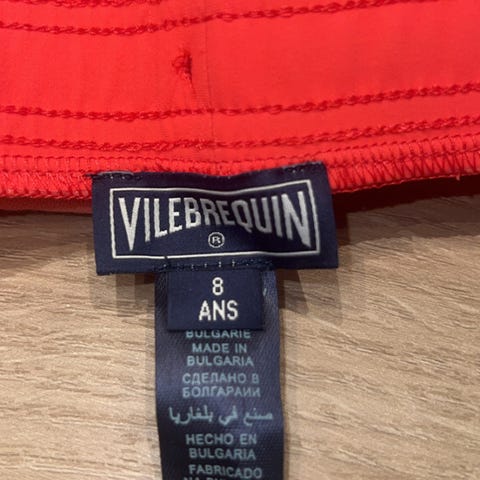 VILEBREQUIN
®
8
ANS
BULGARIE
MADE IN
BULGARIA
СДЕЛАНО В
БОЛГАРИИ
صنع في بلغاريا
HECHO EN
BULGARIA
FABRICADO